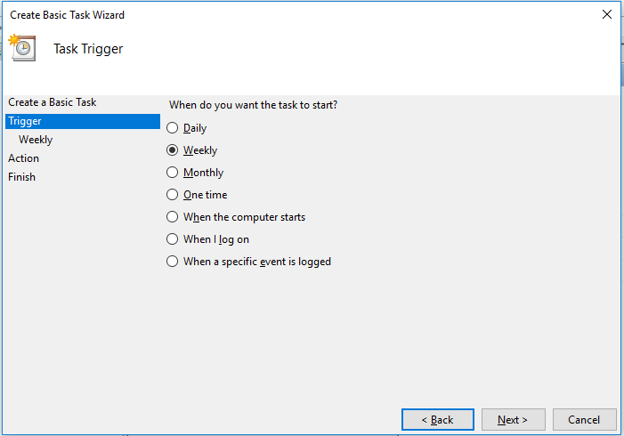 Create Basic Task Wizard
Task Trigger
Create a Basic Task
Trigger
Weekly
Action
Finish
When do you want the task to start?
Daily
Weekly
Monthly
One time
When the computer starts
When I log on
When a specific event is logged
< Back
Next >
Cancel